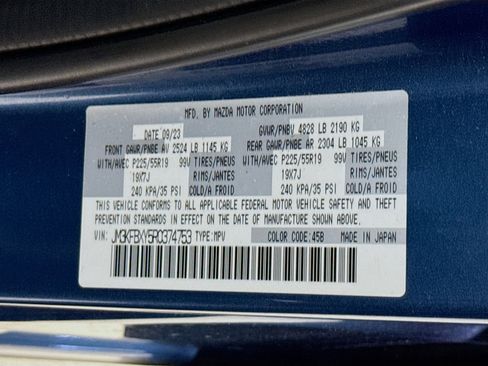 MFD. BY MAZDA MOTOR CORPORATION
DATE 09/23 GVWR/PNBV 4828 LB 2190 KG
FRONT GAWR/PNBE AV 2524 LB 1145 KG REAR GAWR/PNBE AR 2304 LB 1045 KG
WITH/AVEC P225/55R19 99V TIRES/PNEUS WITH/AVEC P225/55R19 99V TIRES/PNEUS
19X7J RIMS/JANTES 19X7J RIMS/JANTES
240 KPA/35 PSI COLD/A FROID 240 KPA/35 PSI COLD/A FROID
THIS VEHICLE CONFORMS TO ALL APPLICABLE FEDERAL MOTOR VEHICLE SAFETY AND THEFT
PREVENTION STANDARDS IN EFFECT ON THE DATE OF MANUFACTURE SHOWN ABOVE.
VIN: JM3KFBXY5R0374753 TYPE:MPV COLOR CODE:45B MADE IN JAPAN